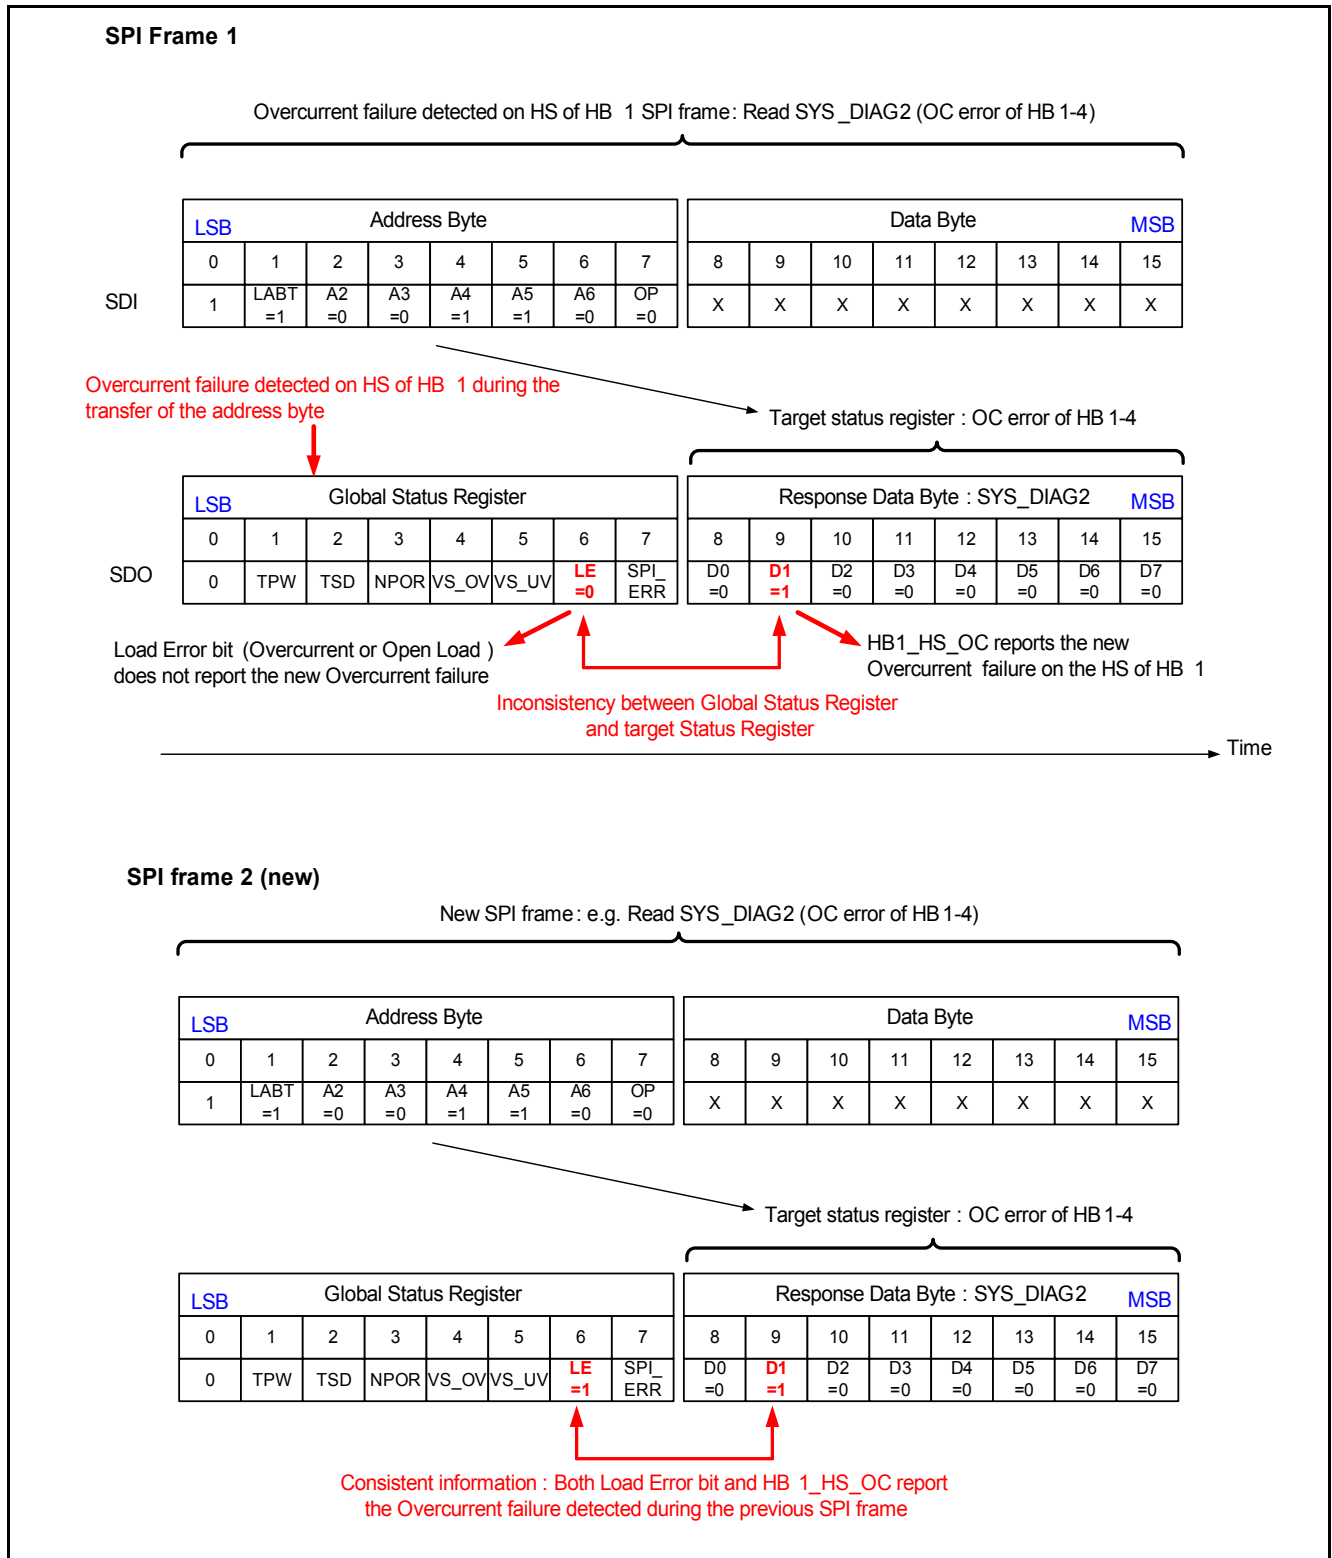 SPI Frame 1
Overcurrent failure detected on HS of HB 1 SPI frame: Read SYS_DIAG2 (OC error of HB 1-4)
LSB Address Byte Data Byte MSB
0 1 2 3 4 5 6 7 8 9 10 11 12 13 14 15
SDI 1 LABT =1 A2 =0 A3 =0 A4 =1 A5 =1 A6 =0 OP =0 X X X X X X X X
Overcurrent failure detected on HS of HB 1 during the
transfer of the address byte
Target status register : OC error of HB 1-4
LSB Global Status Register Response Data Byte : SYS_DIAG2 MSB
0 1 2 3 4 5 6 7 8 9 10 11 12 13 14 15
SDO 0 TPW TSD NPOR VS_OV VS_UV LE =0 SPI_ ERR D0 =0 D1 =1 D2 =0 D3 =0 D4 =0 D5 =0 D6 =0 D7 =0
Load Error bit (Overcurrent or Open Load )
does not report the new Overcurrent failure
HB1_HS_OC reports the new
Overcurrent failure on the HS of HB 1
Inconsistency between Global Status Register
and target Status Register
Time
SPI frame 2 (new)
New SPI frame : e.g. Read SYS_DIAG2 (OC error of HB 1-4)
LSB Address Byte Data Byte MSB
0 1 2 3 4 5 6 7 8 9 10 11 12 13 14 15
1 LABT =1 A2 =0 A3 =0 A4 =1 A5 =1 A6 =0 OP =0 X X X X X X X X
Target status register : OC error of HB 1-4
LSB Global Status Register Response Data Byte : SYS_DIAG2 MSB
0 1 2 3 4 5 6 7 8 9 10 11 12 13 14 15
0 TPW TSD NPOR VS_OV VS_UV LE =1 SPI_ ERR D0 =0 D1 =1 D2 =0 D3 =0 D4 =0 D5 =0 D6 =0 D7 =0
Consistent information : Both Load Error bit and HB 1_HS_OC report
the Overcurrent failure detected during the previous SPI frame